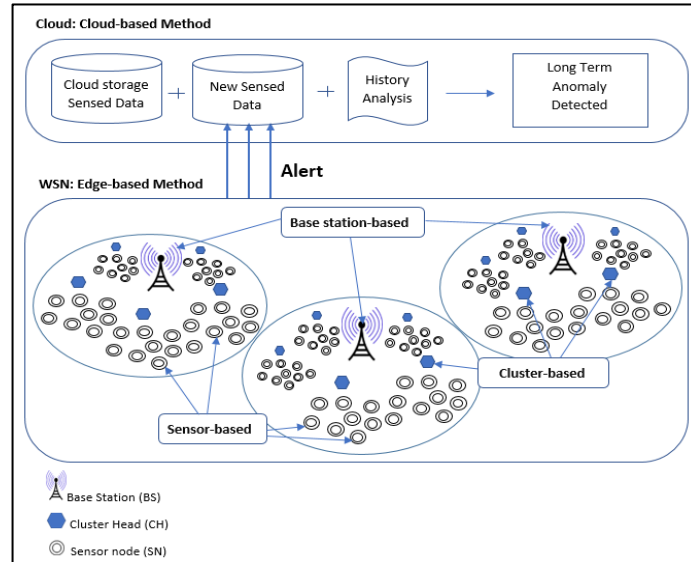 Cloud: Cloud-based Method
Cloud storage
Sensed Data
+
New Sensed
Data
+
History
Analysis
Long Term
Anomaly
Detected
Alert
WSN: Edge-based Method
Base station-based
Cluster-based
Sensor-based
Base Station (BS)
Cluster Head (CH)
Sensor node (SN)